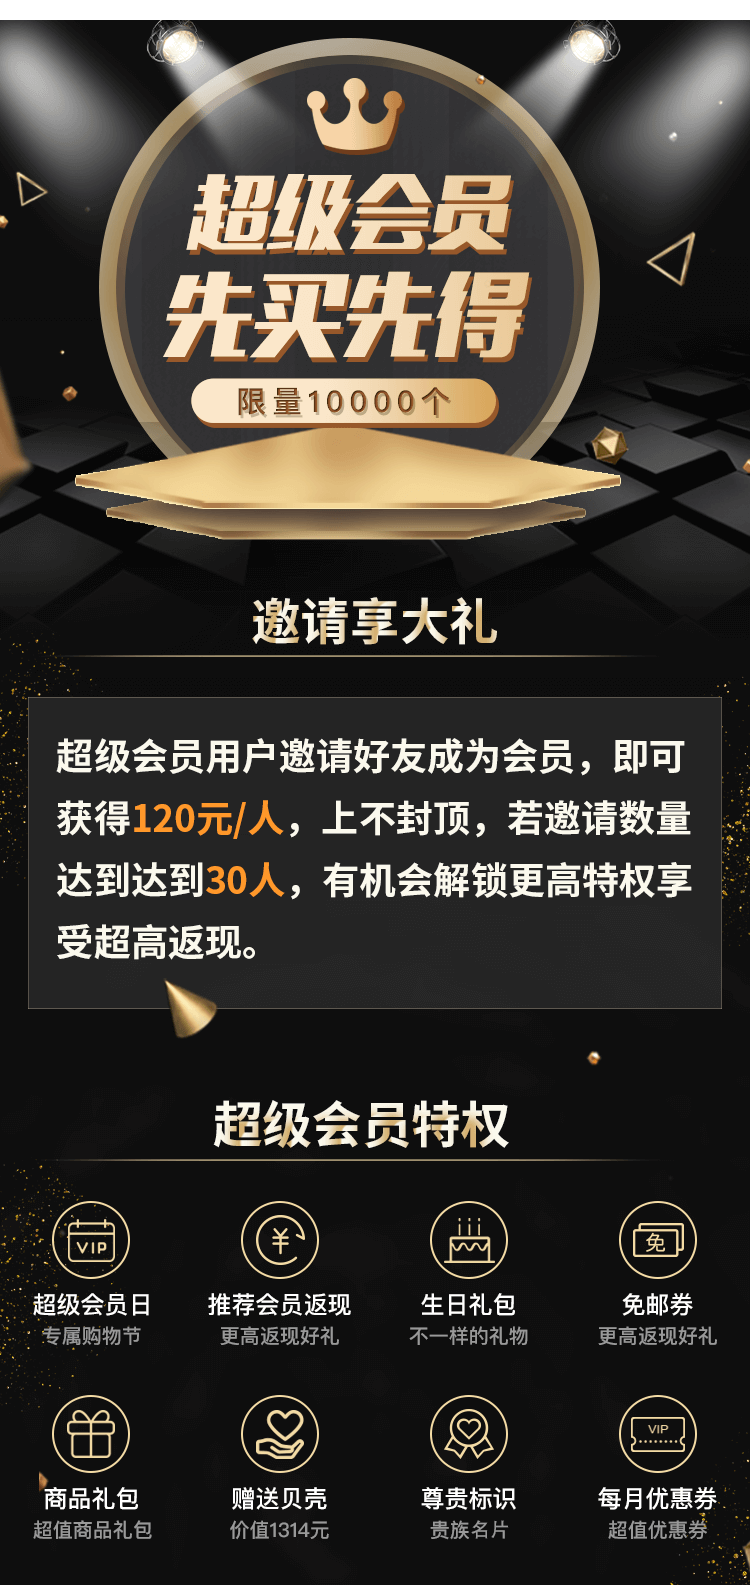 超级会员
先买先得
限量10000个
邀请享大礼
超级会员用户邀请好友成为会员，即可
获得120元/人，上不封顶，若邀请数量
达到达到30人，有机会解锁更高特权享
受超高返现。
超级会员特权
VIP
¥
免
超级会员日
推荐会员返现
生日礼包
免邮券
专属购物节
更高返现好礼
不一样的礼物
更高返现好礼
VIP
商品礼包
赠送贝壳
尊贵标识
每月优惠券
超值商品礼包
价值1314元
贵族名片
超值优惠券